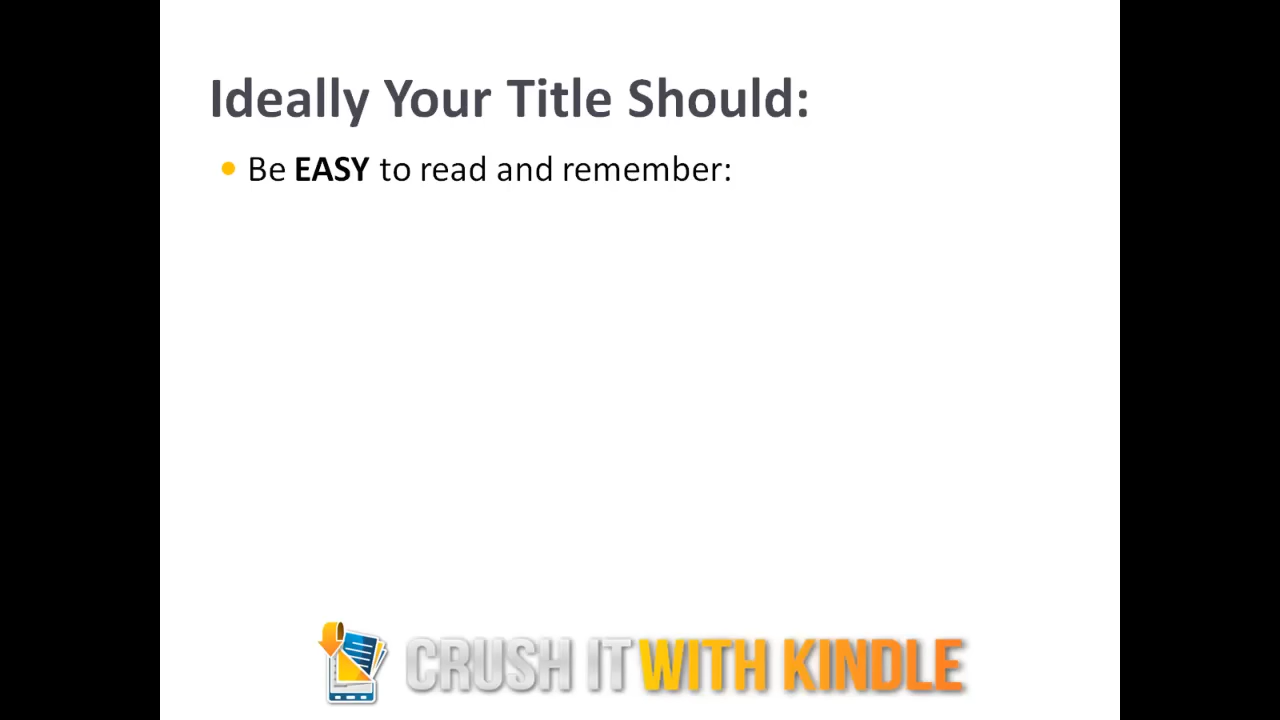 Ideally Your Title Should:
Be EASY to read and remember:
CRUSH IT WITH KINDLE